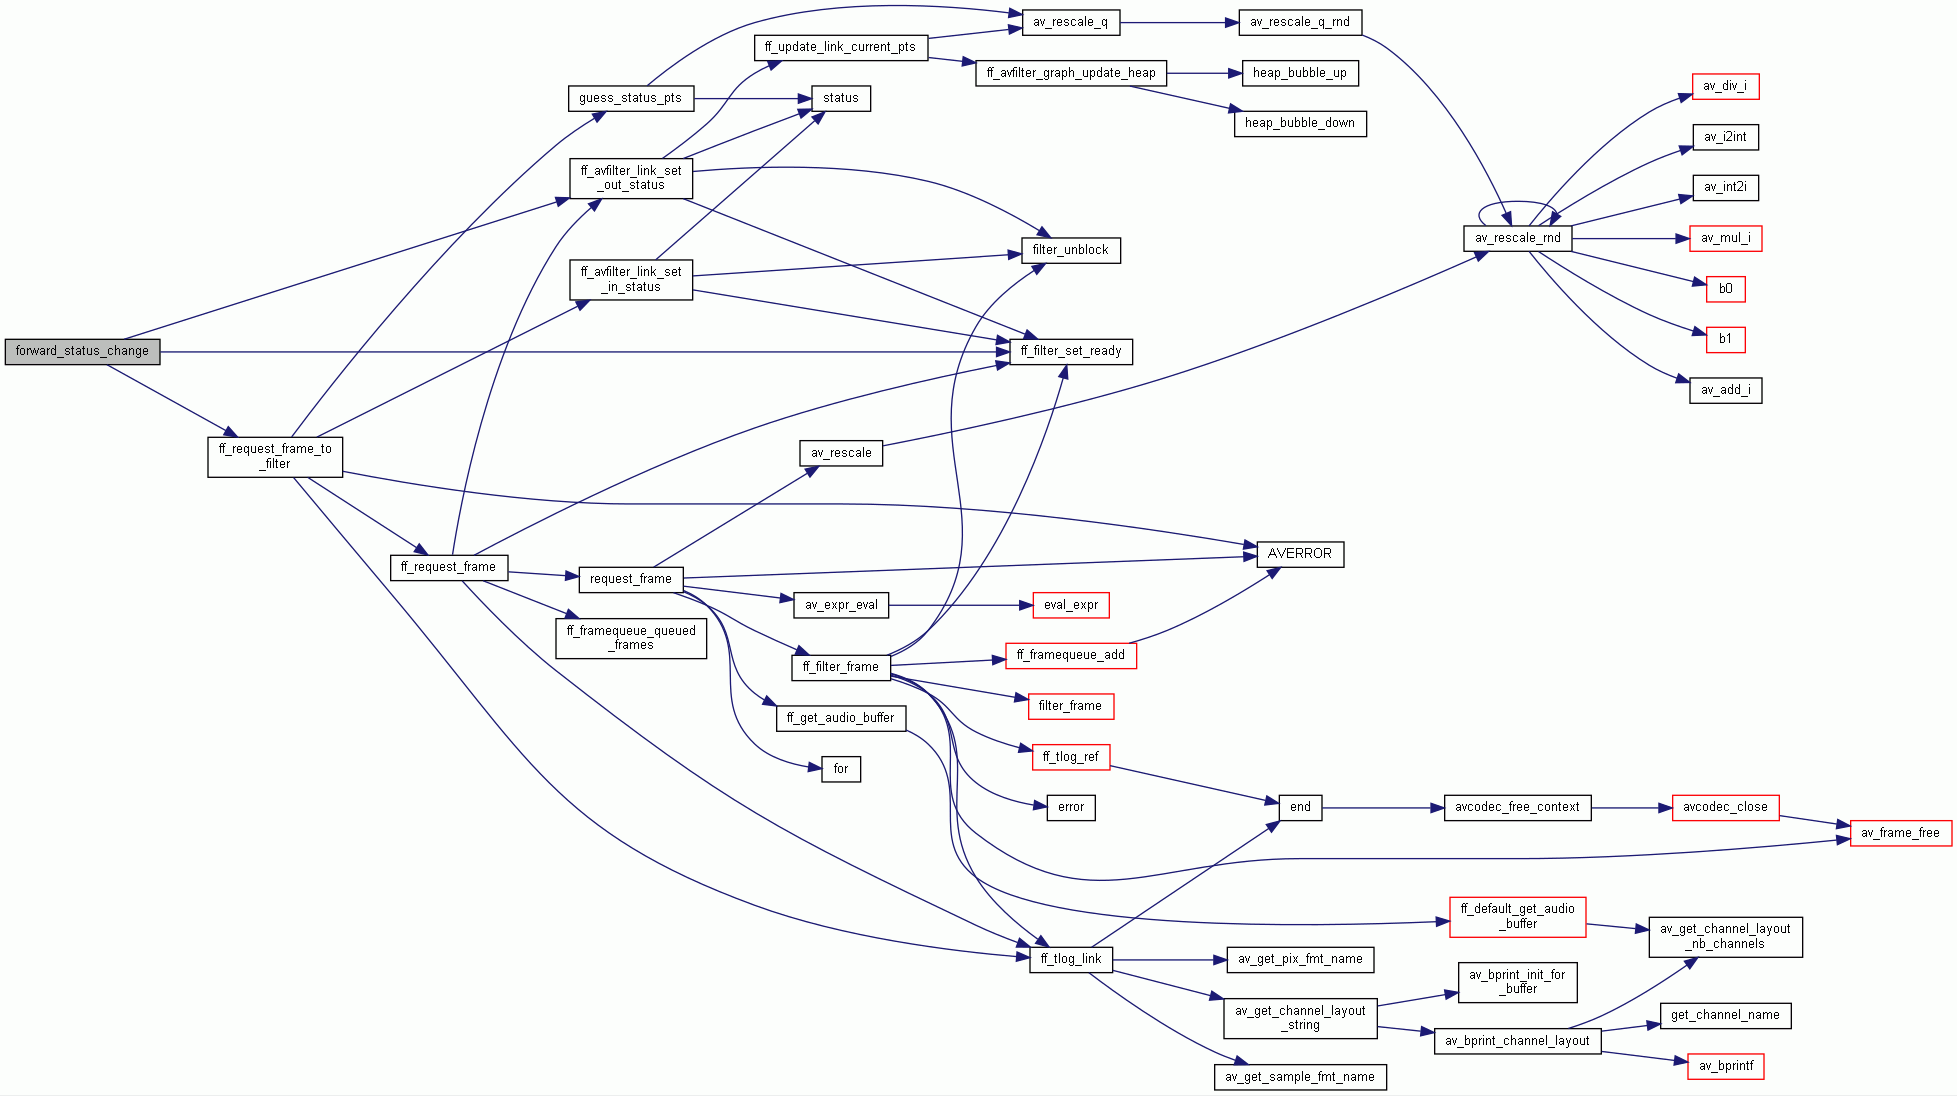 forward_status_change
ff_request_frame_to
_filter
ff_request_frame
guess_status_pts
ff_avfilter_link_set
_out_status
ff_avfilter_link_set
_in_status
request_frame
ff_framequeue_queued
_frames
ff_update_link_current_pts
status
av_rescale
av_expr_eval
ff_filter_frame
ff_get_audio_buffer
for
av_rescale_q
ff_avfilter_graph_update_heap
filter_unblock
ff_filter_set_ready
eval_expr
ff_framequeue_add
filter_frame
ff_tlog_ref
error
ff_tlog_link
av_rescale_q_rnd
heap_bubble_up
heap_bubble_down
AVERROR
end
av_get_pix_fmt_name
av_get_channel_layout
_string
av_get_sample_fmt_name
av_rescale_rnd
avcodec_free_context
ff_default_get_audio
_buffer
av_bprint_init_for
_buffer
av_bprint_channel_layout
av_div_i
av_i2int
av_int2i
av_mul_i
b0
b1
av_add_i
avcodec_close
av_get_channel_layout
_nb_channels
get_channel_name
av_bprintf
av_frame_free